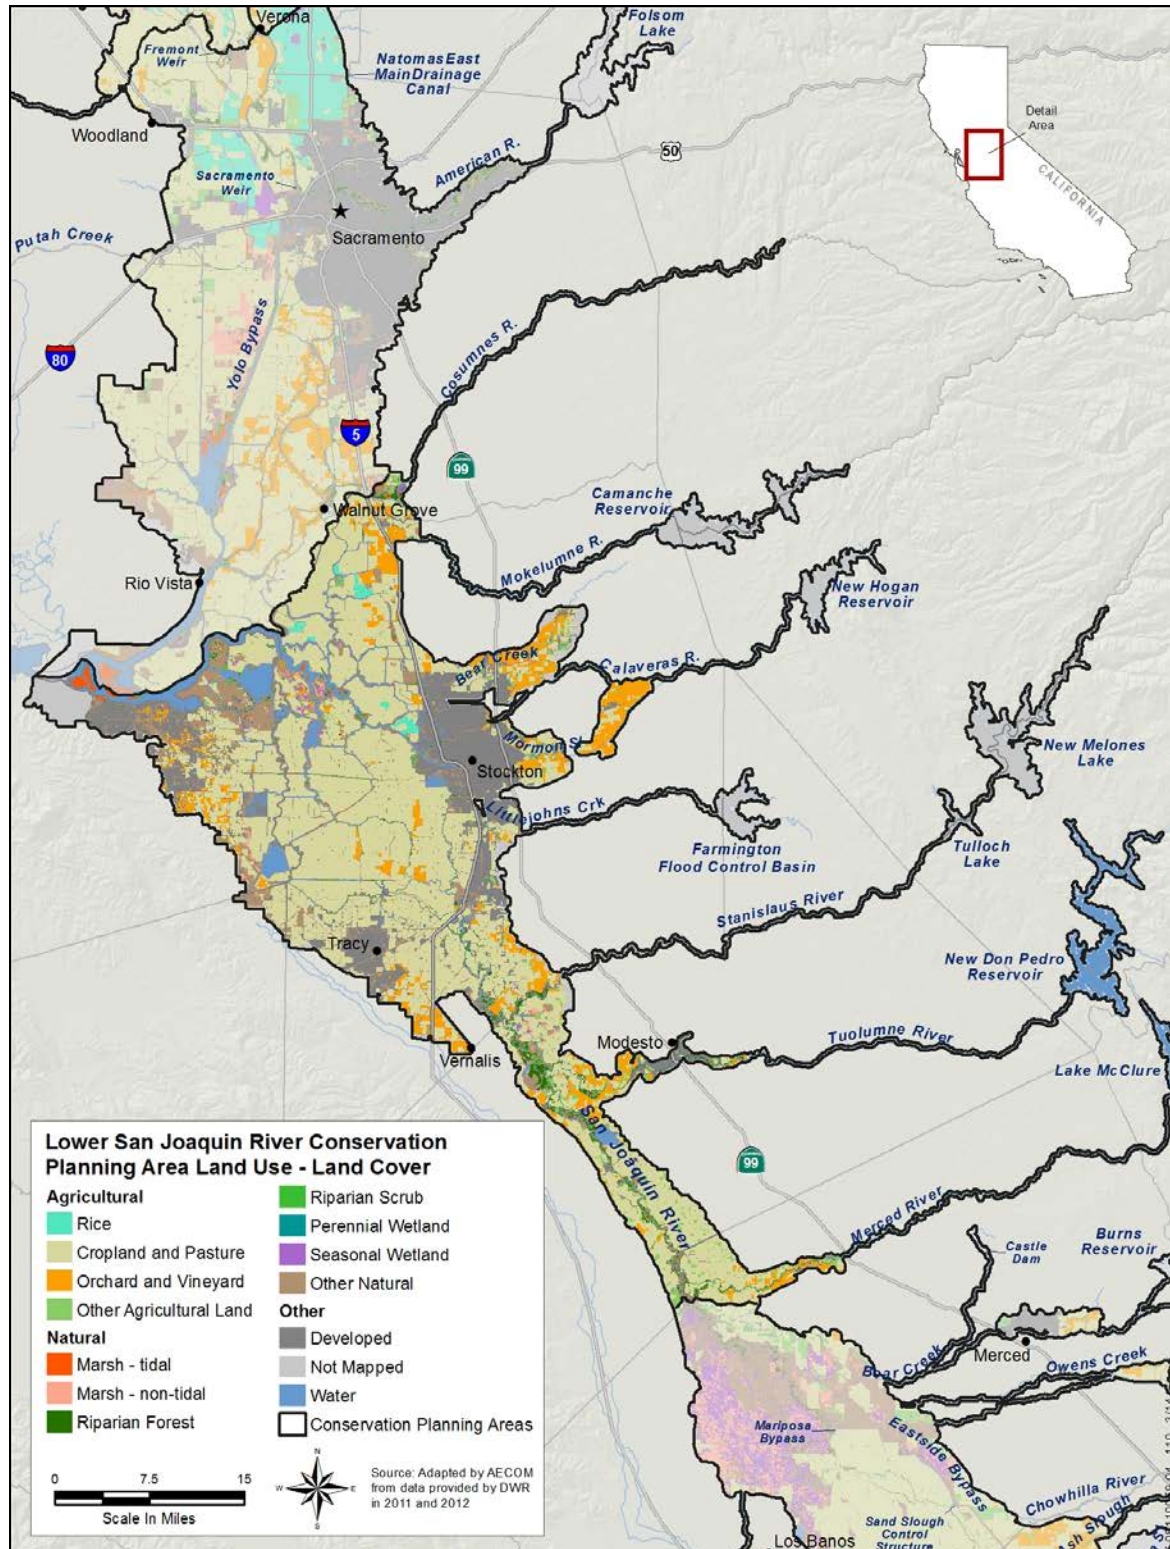 Verona
Folsom
Lake
Fremont
Weir
Natomas East
Main Drainage
Canal
Woodland
Detail
Area
50
American R.
CALIFORNIA
Sacramento
Weir
Sacramento
Putah Creek
Yolo Bypass
80
Cosumnes R.
5
99
Camanche
Reservoir
Walnut Grove
Mokelumne R.
Rio Vista
New Hogan
Reservoir
Bear Creek
Calaveras R.
Mormon Sl.
Stockton
New Melones
Lake
Littlejohns Crk
Farmington
Flood Control Basin
Tulloch
Lake
Stanislaus River
Tracy
New Don Pedro
Reservoir
Modesto
Tuolumne River
Vernalis
Lake McClure
San Joaquin River
99
Merced River
Castle
Dam
Burns
Reservoir
Bear Creek
Merced
Owens Creek
Mariposa
Bypass
Eastside Bypass
Chowhilla River
Sand Slough
Control
Structure
Ash Slough
Los Banos
Lower San Joaquin River Conservation
Planning Area Land Use - Land Cover
Agricultural
Rice
Cropland and Pasture
Orchard and Vineyard
Other Agricultural Land
Natural
Marsh - tidal
Marsh - non-tidal
Riparian Forest
Riparian Scrub
Perennial Wetland
Seasonal Wetland
Other Natural
Other
Developed
Not Mapped
Water
Conservation Planning Areas
0 7.5 15
Scale In Miles
N
W E
S
Source: Adapted by AECOM
from data provided by DWR
in 2011 and 2012